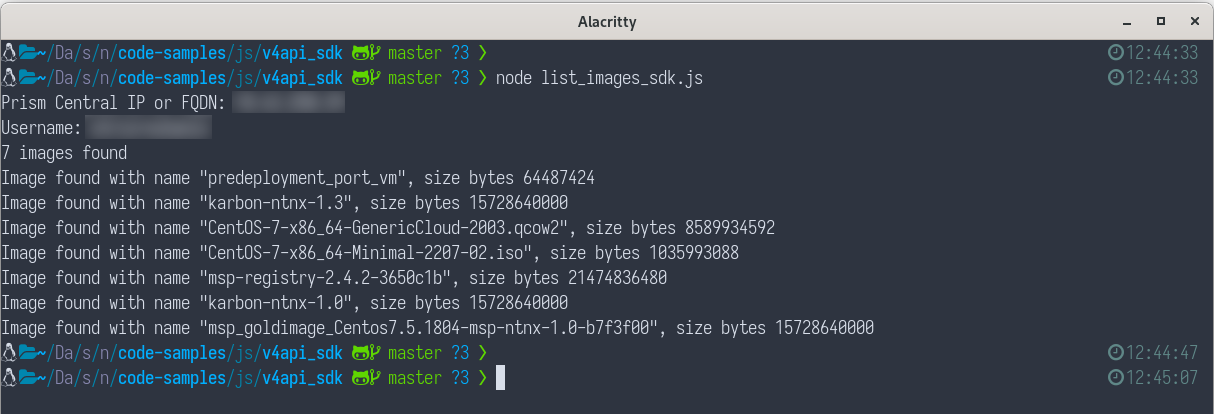 Alacritty
~/Da/s/n/code-samples/js/v4api_sdk master ?3 ❯ 12:44:33
~/Da/s/n/code-samples/js/v4api_sdk master ?3 ❯ node list_images_sdk.js 12:44:33
Prism Central IP or FQDN:
Username:
7 images found
Image found with name "predeployment_port_vm", size bytes 64487424
Image found with name "karbon-ntnx-1.3", size bytes 15728640000
Image found with name "CentOS-7-x86_64-GenericCloud-2003.qcow2", size bytes 8589934592
Image found with name "CentOS-7-x86_64-Minimal-2207-02.iso", size bytes 1035993088
Image found with name "msp-registry-2.4.2-3650c1b", size bytes 21474836480
Image found with name "karbon-ntnx-1.0", size bytes 15728640000
Image found with name "msp_goldimage_Centos7.5.1804-msp-ntnx-1.0-b7f3f00", size bytes 15728640000
~/Da/s/n/code-samples/js/v4api_sdk master ?3 ❯ 12:44:47
~/Da/s/n/code-samples/js/v4api_sdk master ?3 ❯ 12:45:07